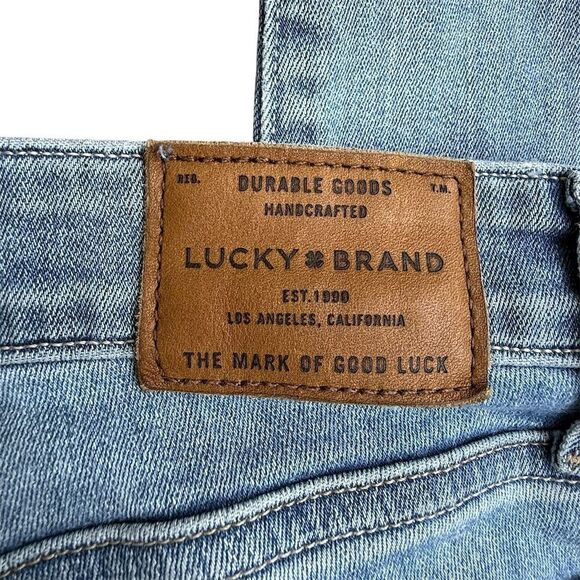 REG. DURABLE GOODS T.M.
HANDCRAFTED
LUCKY BRAND
EST. 1990
LOS ANGELES, CALIFORNIA
THE MARK OF GOOD LUCK